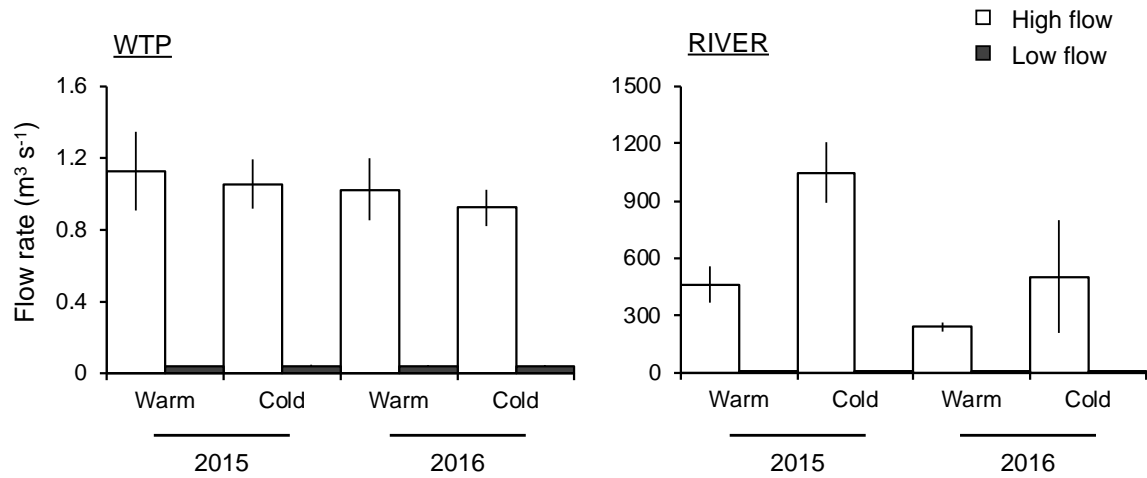 High flow
Low flow
WTP
RIVER
Flow rate (m³ s⁻¹)
1.6
1.2
0.8
0.4
0
Warm Cold Warm Cold
2015 2016
1500
1200
900
600
300
0
Warm Cold Warm Cold
2015 2016